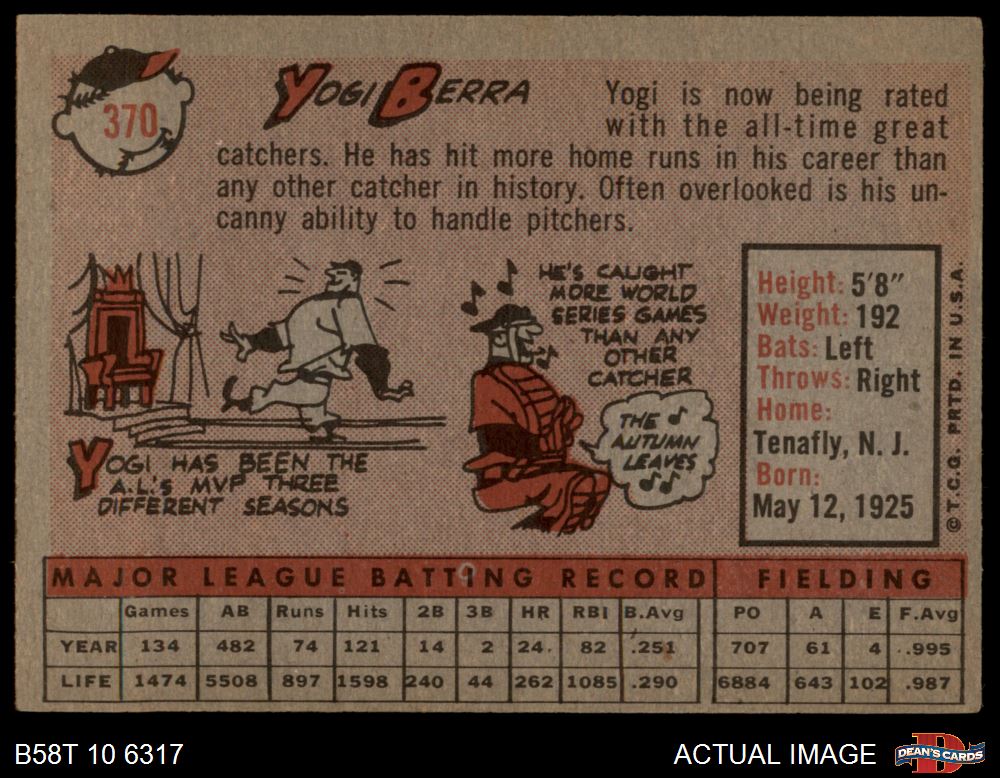 370
YOGI BERRA
Yogi is now being rated
with the all-time great
catchers. He has hit more home runs in his career than
any other catcher in history. Often overlooked is his un-
canny ability to handle pitchers.
YOGI HAS BEEN THE
A.L.'s MVP THREE
DIFFERENT SEASONS
HE'S CAUGHT
MORE WORLD
SERIES GAMES
THAN ANY
OTHER
CATCHER
THE
AUTUMN
LEAVES
Height: 5'8"
Weight: 192
Bats: Left
Throws: Right
Home:
Tenafly, N. J.
Born:
May 12, 1925
© T.C.G. PRTD. IN U.S.A.
MAJOR LEAGUE BATTING RECORD FIELDING
Games AB Runs Hits 2B 3B HR RBI B.Avg PO A E F.Avg
YEAR 134 482 74 121 14 2 24 82 .251 707 61 4 .995
LIFE 1474 5508 897 1598 240 44 262 1085 .290 6884 643 102 .987
B58T 10 6317
ACTUAL IMAGE
DEAN'S CARDS